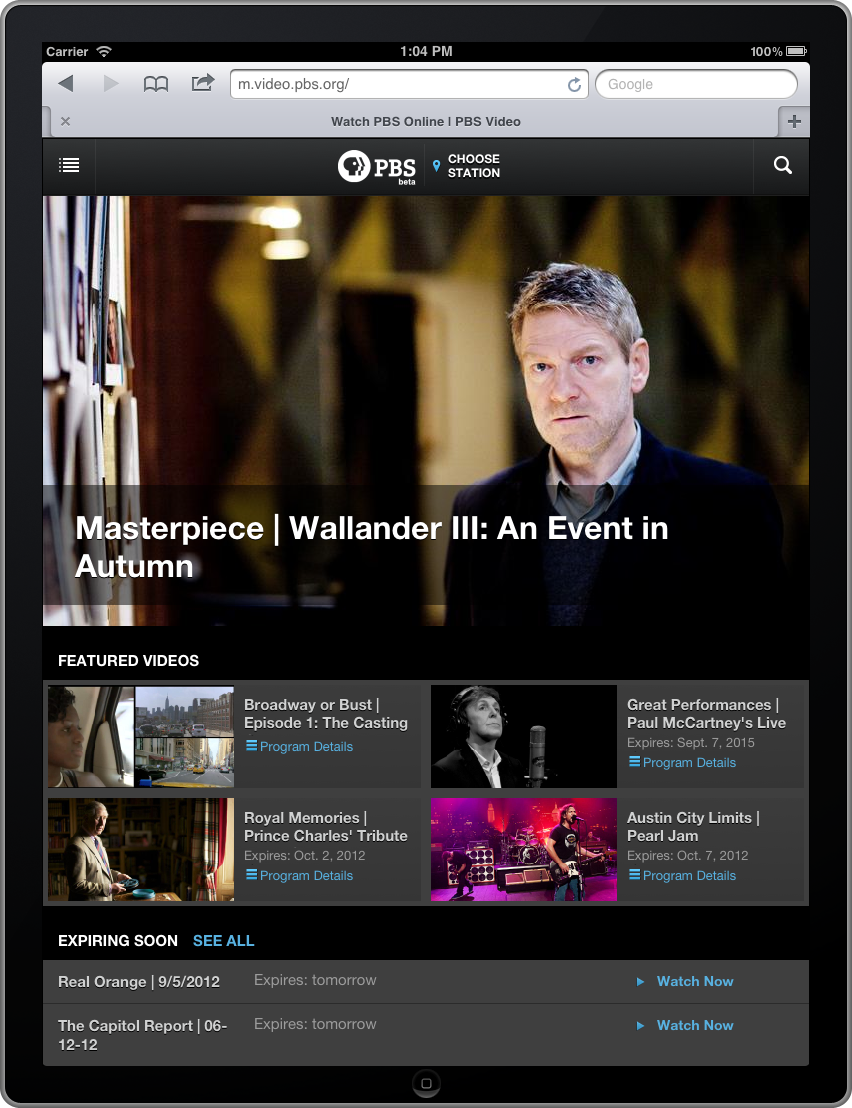 Carrier 1:04 PM 100%
m.video.pbs.org/ Google
Watch PBS Online | PBS Video
PBS
beta
CHOOSE
STATION
Masterpiece | Wallander III: An Event in
Autumn
FEATURED VIDEOS
Broadway or Bust |
Episode 1: The Casting
Program Details
Great Performances |
Paul McCartney's Live
Expires: Sept. 7, 2015
Program Details
Royal Memories |
Prince Charles' Tribute
Expires: Oct. 2, 2012
Program Details
Austin City Limits |
Pearl Jam
Expires: Oct. 7, 2012
Program Details
EXPIRING SOON SEE ALL
Real Orange | 9/5/2012 Expires: tomorrow Watch Now
The Capitol Report | 06-
12-12
Expires: tomorrow Watch Now